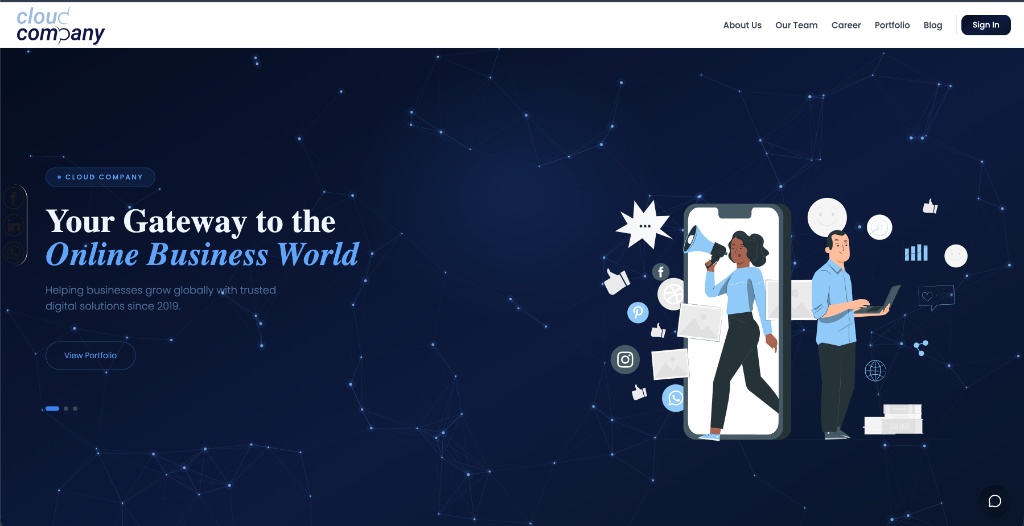 cloud
company
About Us
Our Team
Career
Portfolio
Blog
Sign In
CLOUD COMPANY
Your Gateway to the
Online Business World
Helping businesses grow globally with trusted
digital solutions since 2019.
View Portfolio